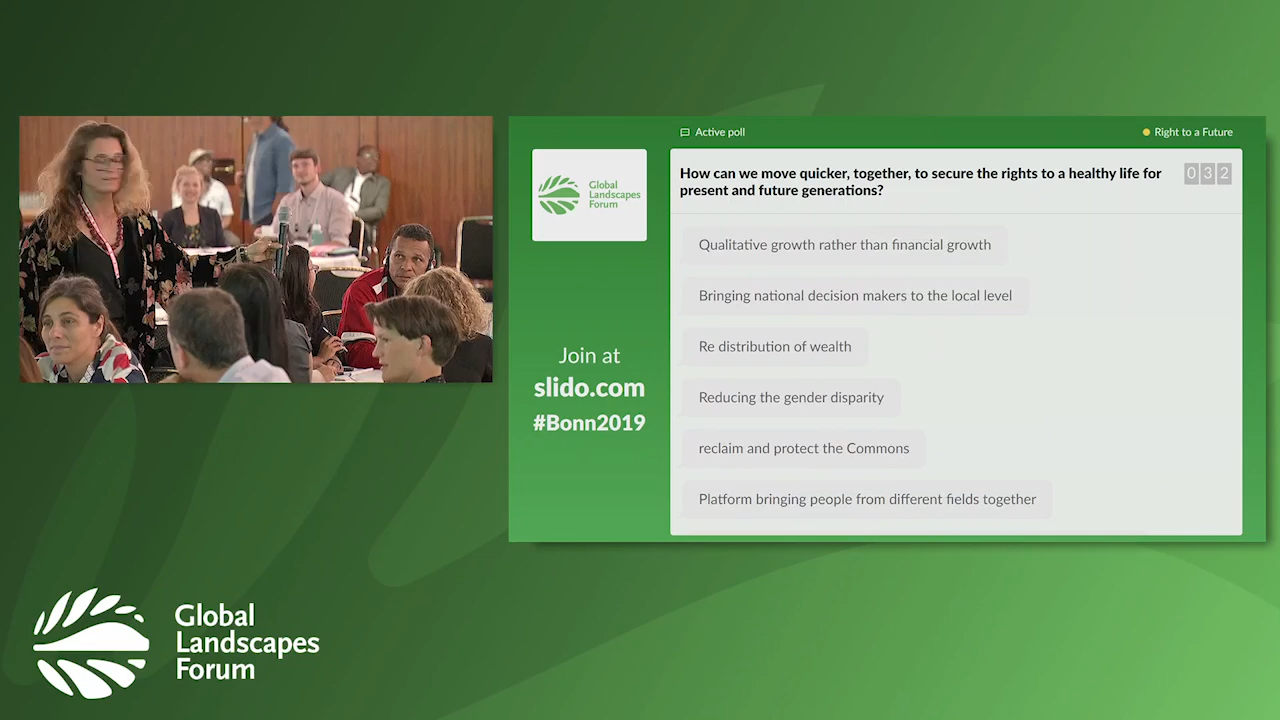 Active poll
Right to a Future
Global
Landscapes
Forum
How can we move quicker, together, to secure the rights to a healthy life for
present and future generations?
032
Qualitative growth rather than financial growth
Bringing national decision makers to the local level
Re distribution of wealth
Reducing the gender disparity
reclaim and protect the Commons
Platform bringing people from different fields together
Join at
slido.com
#Bonn2019
Global
Landscapes
Forum